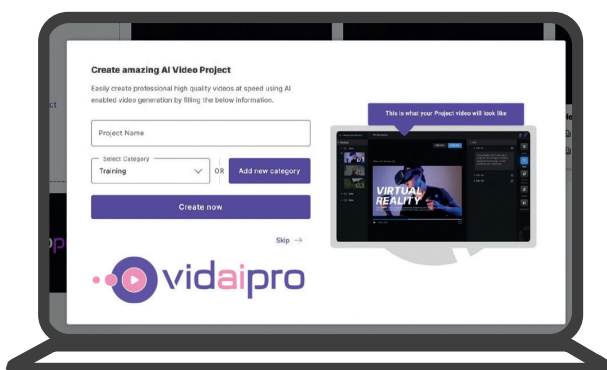 Create amazing AI Video Project
Easily create professional high quality videos at speed using AI
enabled video generation by filling the below information.
Project Name
Select Category
Training
OR
Add new category
Create now
Skip →
vidaipro
This is what your Project video will look like
VIRTUAL
REALITY